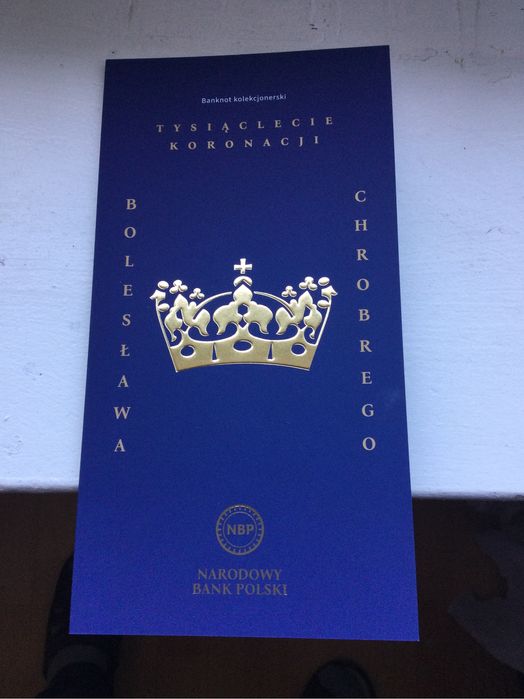 Banknot kolekcjonerski
TYSIĄCLECIE
KORONACJI
BOLESŁAWA
CHROBREGO
NBP
NARODOWY
BANK POLSKI